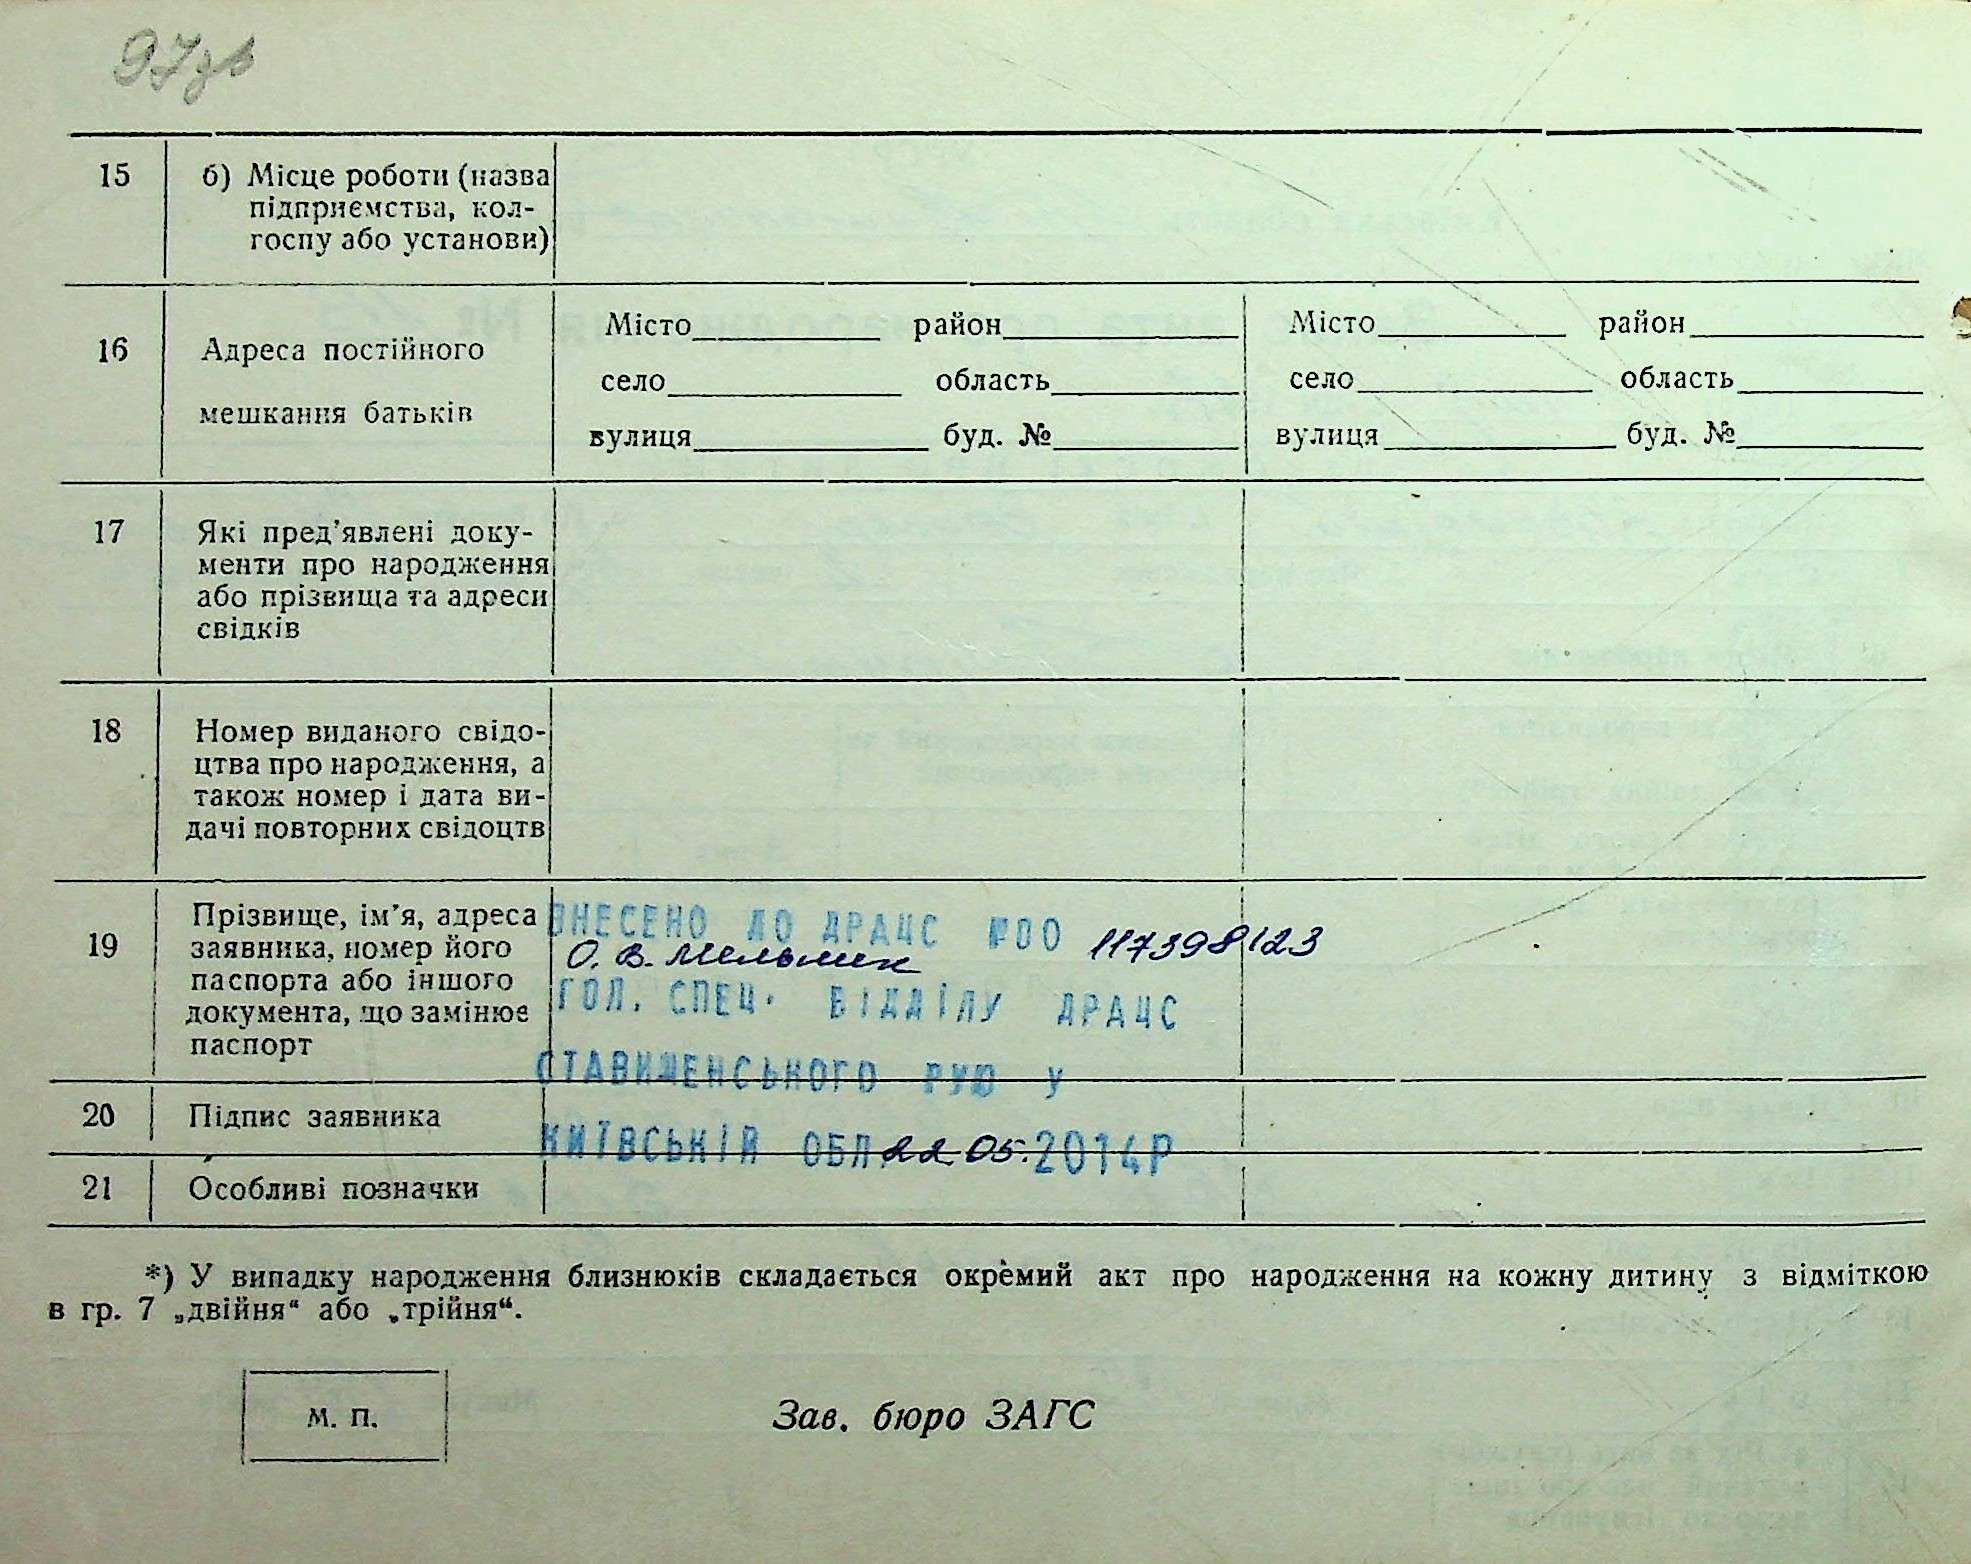 97зв
15 б) Місце роботи (назва
підприємства, кол-
госпу або установи)
16 Адреса постійного
мешкання батьків
Місто район Місто район
село область село область
вулиця буд. № вулиця буд. №
17 Які пред'явлені доку-
менти про народження
або прізвища та адреси
свідків
18 Номер виданого свідо-
цтва про народження, а
також номер і дата ви-
дачі повторних свідоцтв
19 Прізвище, ім'я, адреса
заявника, номер його
паспорта або іншого
документа, що замінює
паспорт
ВНЕСЕНО ДО ДРАЦС №00 117398123
О. В. Мельник
ГОЛ. СПЕЦ. ВІДДІЛУ ДРАЦС
СТАВИЩЕНСЬКОГО РУЮ У
КИЇВСЬКІЙ ОБЛ. 22 05. 2014Р
20 Підпис заявника
21 Особливі позначки
*) У випадку народження близнюків складається окремий акт про народження на кожну дитину з відміткою
в гр. 7 „двійня“ або „трійня“.
М. П.
Зав. бюро ЗАГС